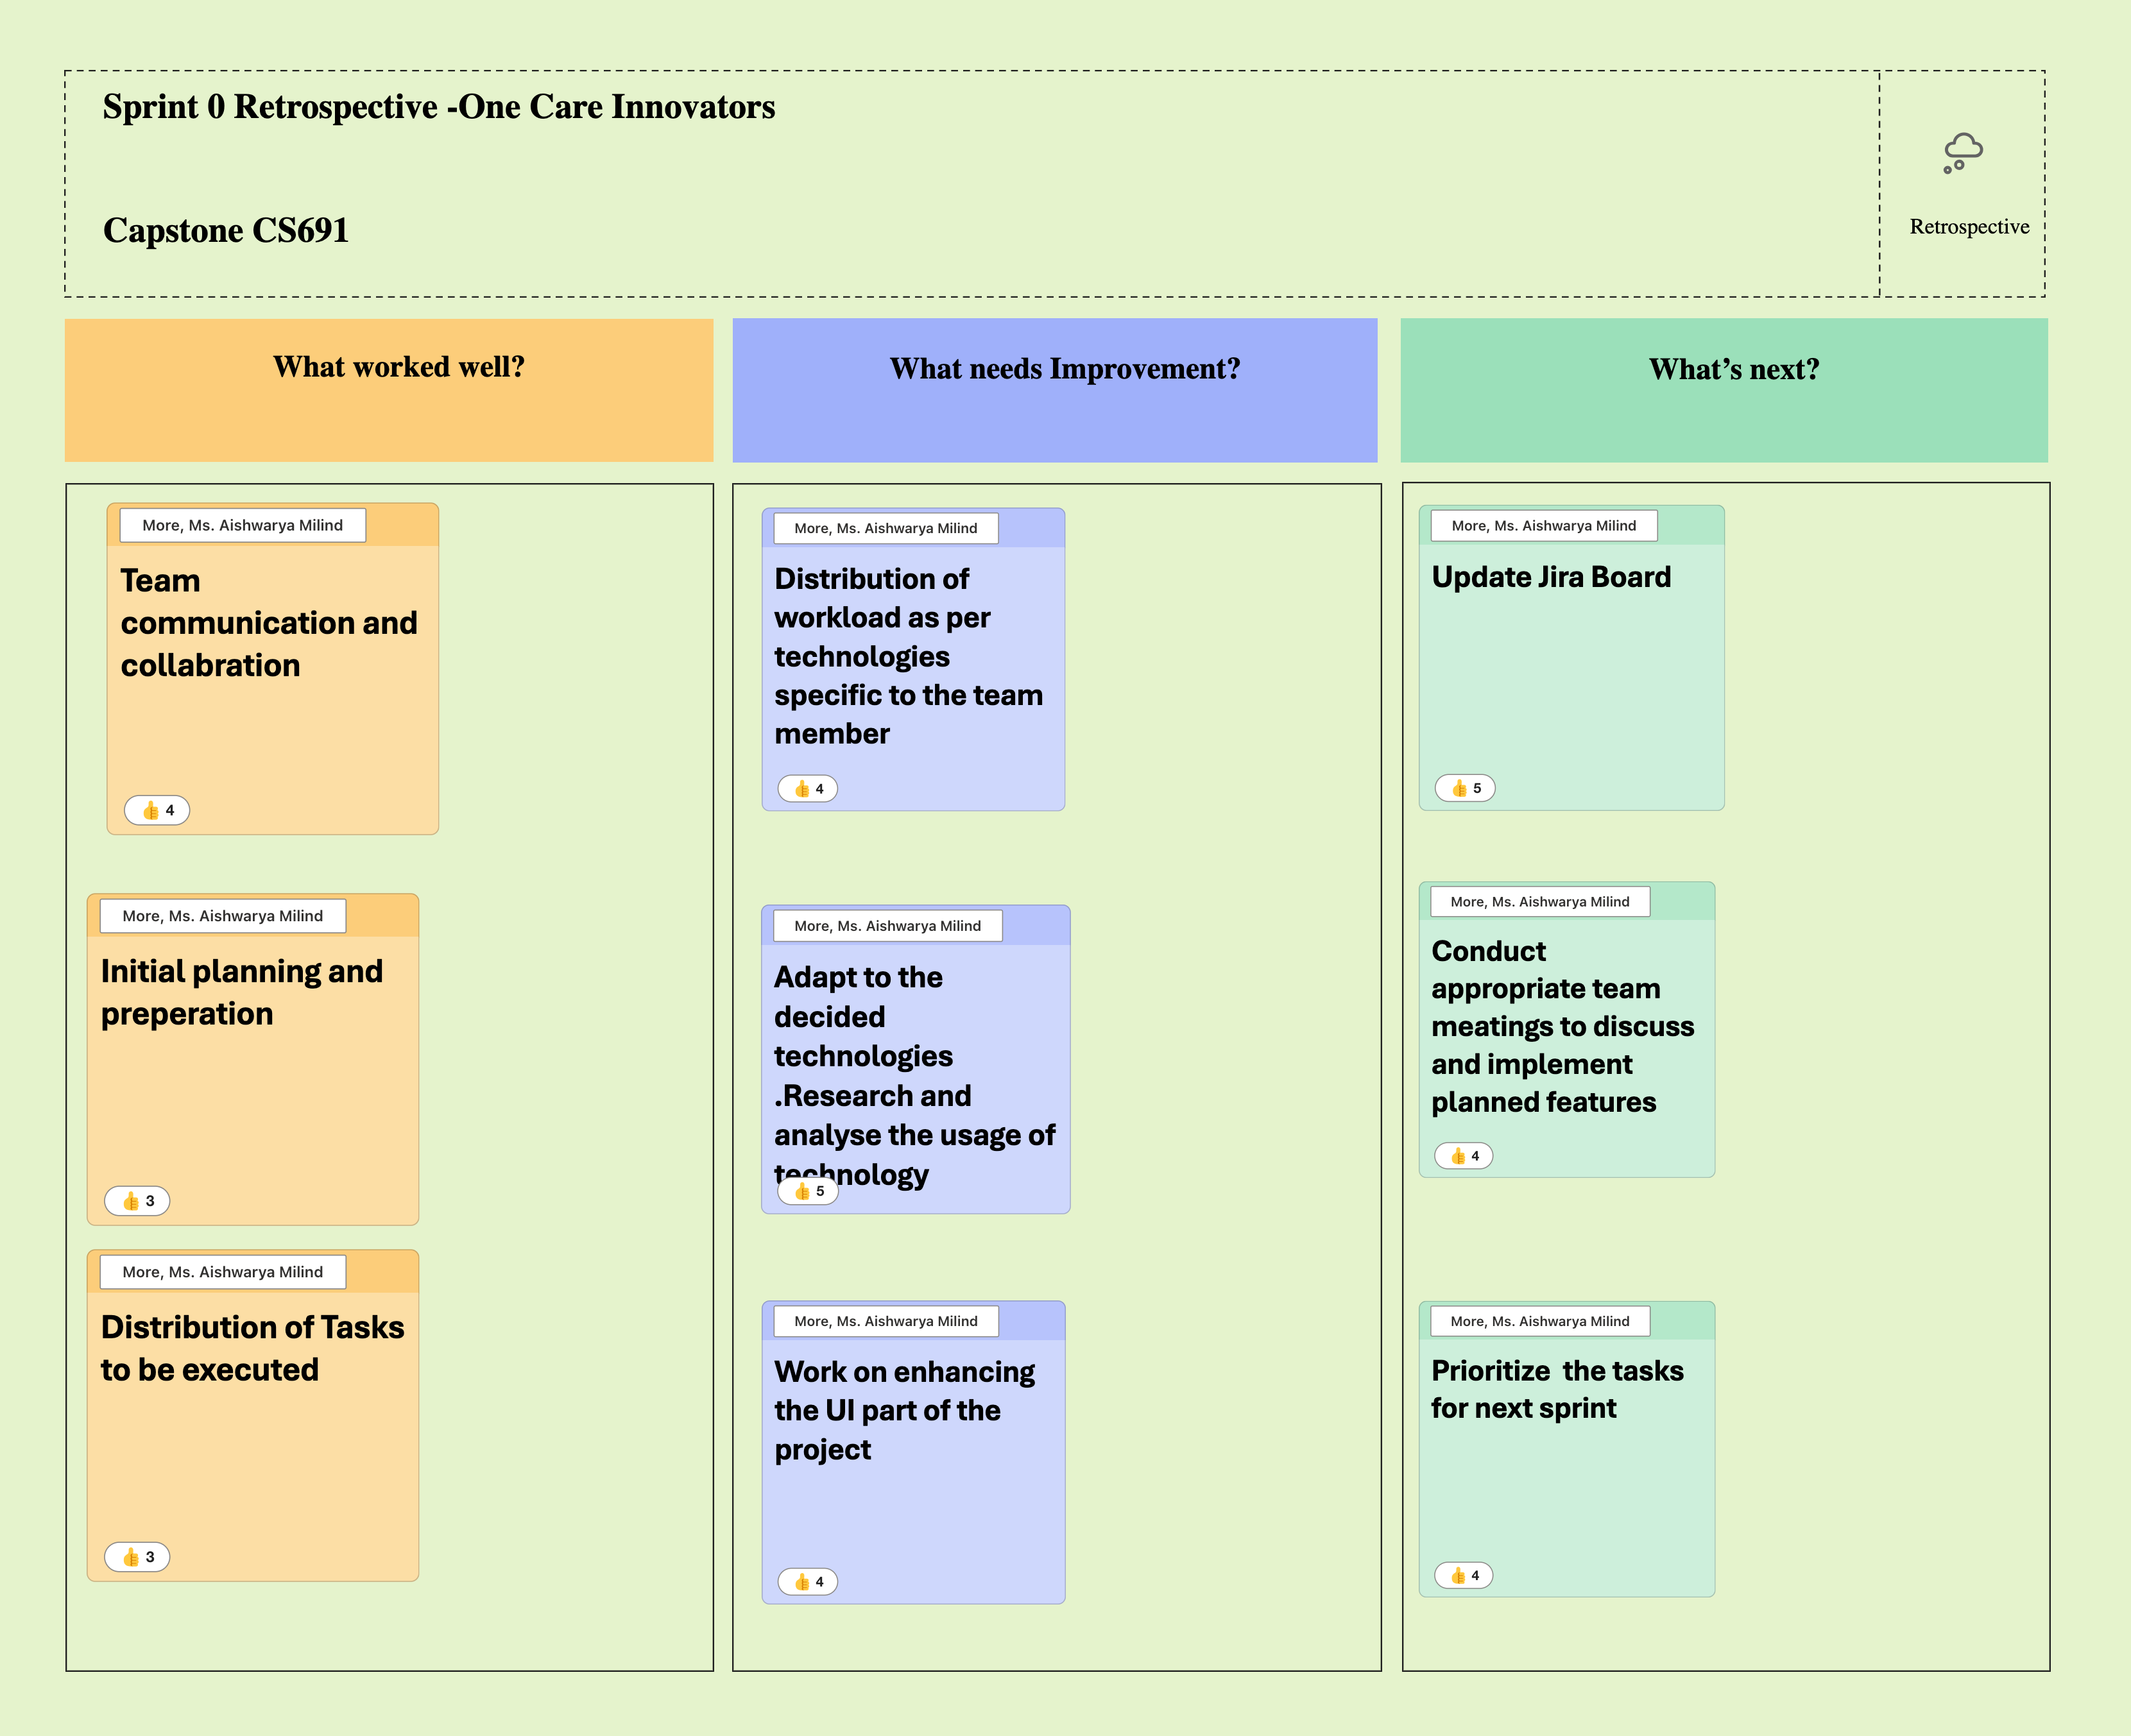 Sprint 0 Retrospective -One Care Innovators
Capstone CS691
Retrospective
What worked well?
More, Ms. Aishwarya Milind
Team
communication and
collabration
👍 4
More, Ms. Aishwarya Milind
Initial planning and
preperation
👍 3
More, Ms. Aishwarya Milind
Distribution of Tasks
to be executed
👍 3
What needs Improvement?
More, Ms. Aishwarya Milind
Distribution of
workload as per
technologies
specific to the team
member
👍 4
More, Ms. Aishwarya Milind
Adapt to the
decided
technologies
.Research and
analyse the usage of
technology
👍 5
More, Ms. Aishwarya Milind
Work on enhancing
the UI part of the
project
👍 4
What’s next?
More, Ms. Aishwarya Milind
Update Jira Board
👍 5
More, Ms. Aishwarya Milind
Conduct
appropriate team
meatings to discuss
and implement
planned features
👍 4
More, Ms. Aishwarya Milind
Prioritize  the tasks
for next sprint
👍 4